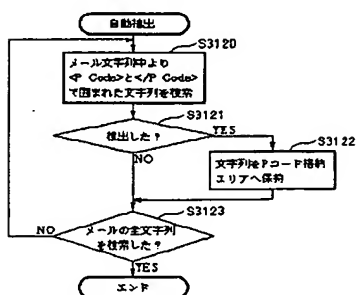 自動検出
S3120
メール文字列中より
<P Code>と</P Code>
で囲まれた文字列を検索
S3121
検出した?
YES
NO
S3122
文字列をPコード格納
エリアへ保存
S3123
メールの全文字列
を検索した?
NO
YES
エンド